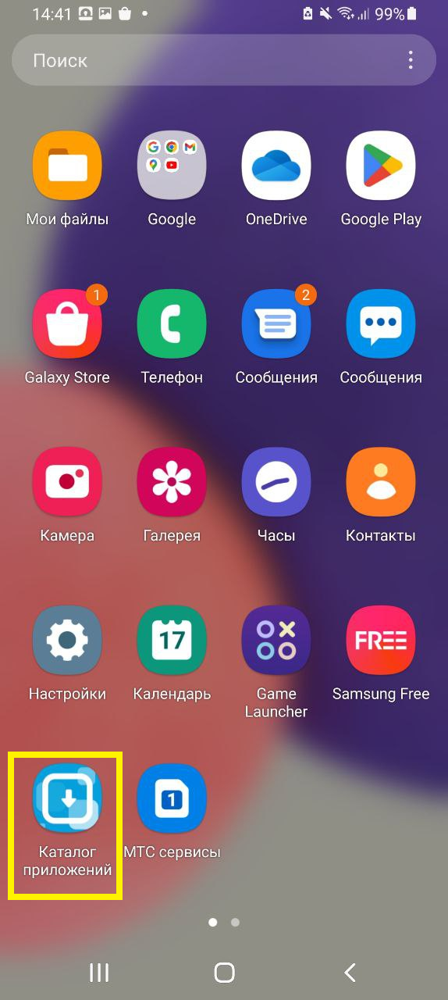 14:41
99%
Поиск
Мои файлы
Google
OneDrive
Google Play
1
2
Galaxy Store
Телефон
Сообщения
Сообщения
Камера
Галерея
Часы
Контакты
17
FREE
Настройки
Календарь
Game
Launcher
Samsung Free
1
Каталог
приложений
МТС сервисы